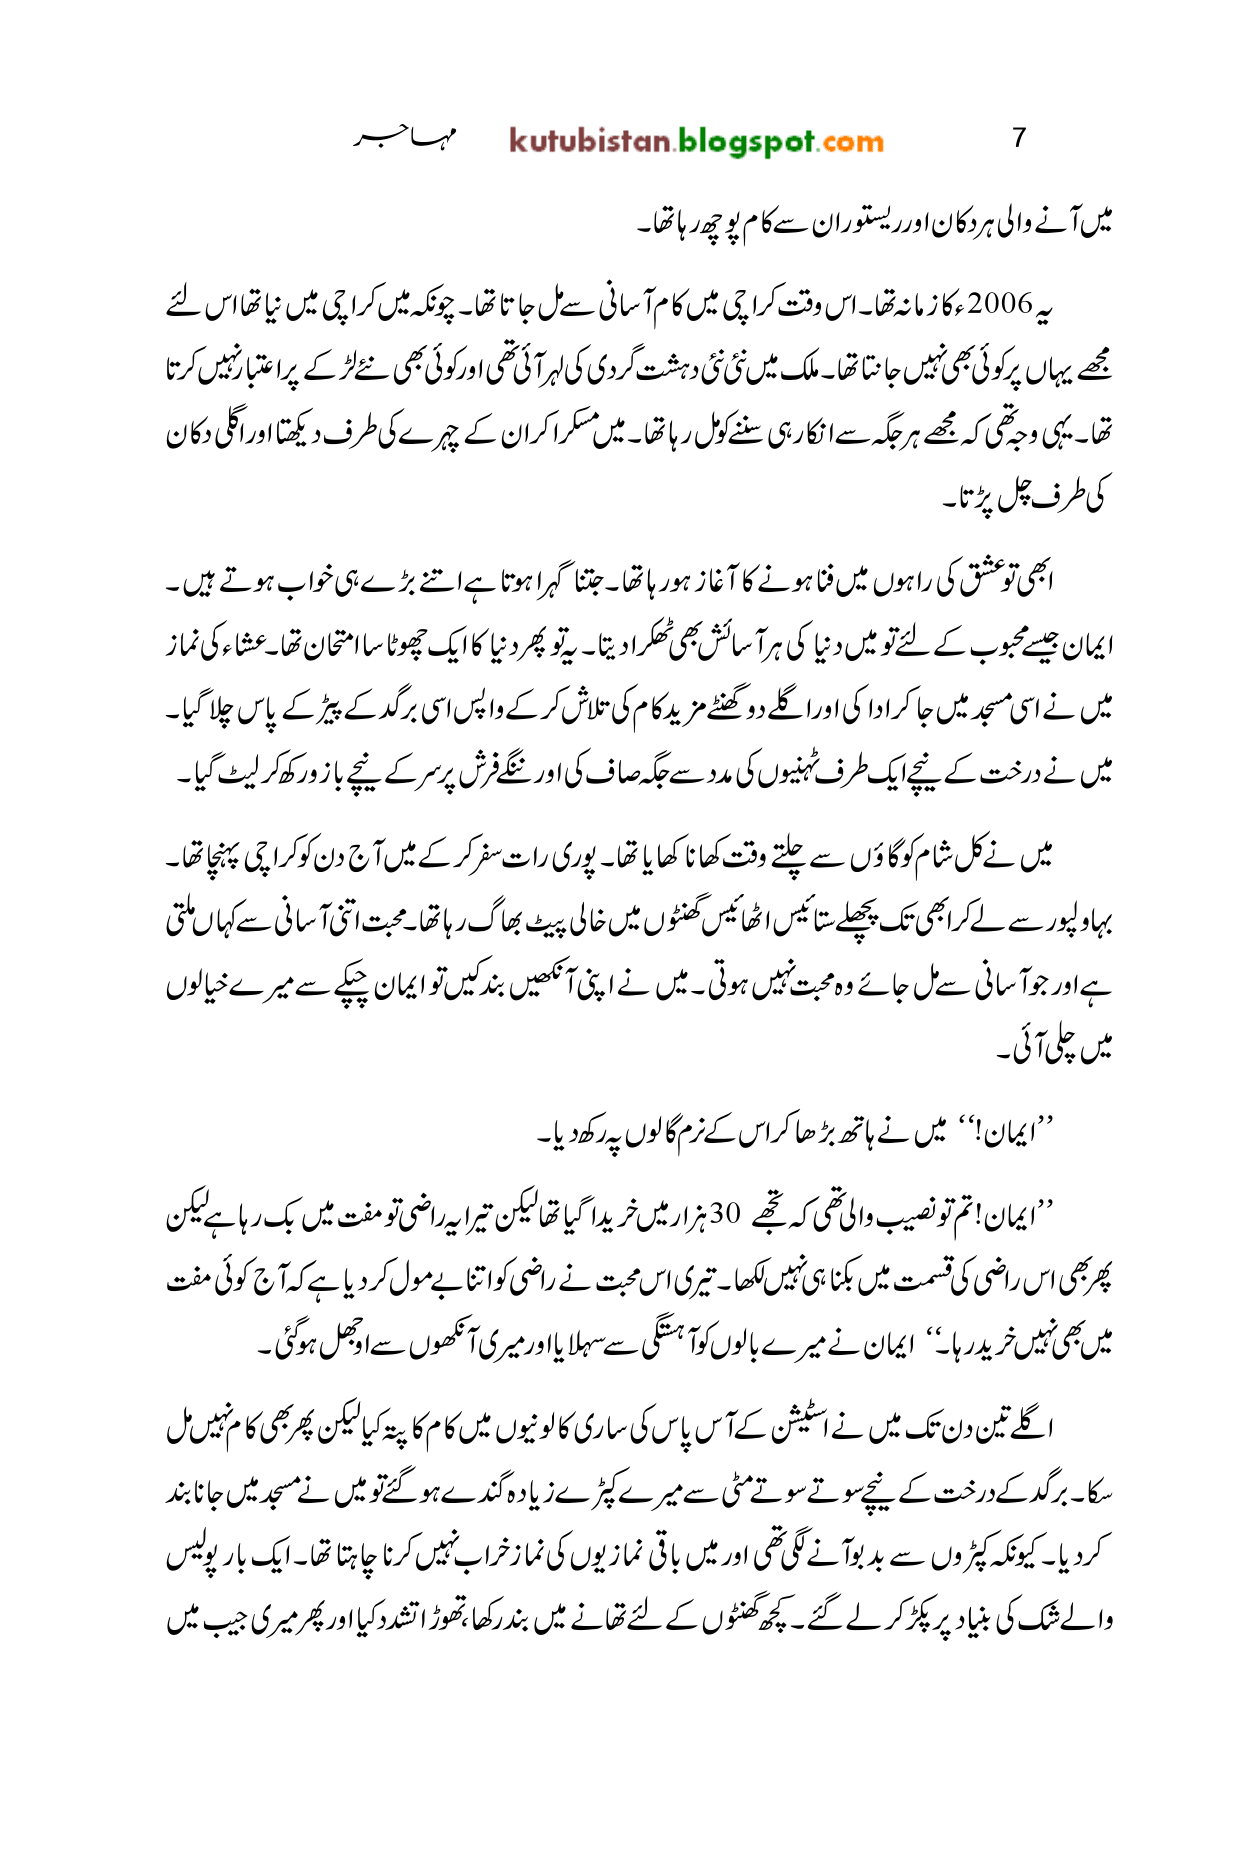 7 kutubistan.blogspot.com مہاجر
میں آنے والی ہر دکان اور ریستوران سے کام پوچھ رہا تھا۔
یہ 2006ء کا زمانہ تھا۔ اس وقت کراچی میں کام آسانی سے مل جاتا تھا۔ چونکہ میں کراچی میں نیا تھا اس لئے
مجھے یہاں پر کوئی بھی نہیں جانتا تھا۔ ملک میں نئی نئی دہشت گردی کی لہر آئی تھی اور کوئی بھی نئے لڑکے پر اعتبار نہیں کرتا
تھا۔ یہی وجہ تھی کہ مجھے ہر جگہ سے انکار ہی سننے کو مل رہا تھا۔ میں مسکرا کر ان کے چہرے کی طرف دیکھتا اور اگلی دکان
کی طرف چل پڑتا۔
ابھی تو عشق کی راہوں میں فنا ہونے کا آغاز ہو رہا تھا۔ جتنا گہرا ہوتا ہے اتنے بڑے ہی خواب ہوتے ہیں۔
ایمان جیسے محبوب کے لئے تو میں دنیا کی ہر آسائش بھی ٹھکرا دیتا۔ یہ تو پھر دنیا کا ایک چھوٹا سا امتحان تھا۔ عشاء کی نماز
میں نے اسی مسجد میں جا کر ادا کی اور اگلے دو گھنٹے مزید کام کی تلاش کر کے واپس اسی برگد کے پیڑ کے پاس چلا گیا۔
میں نے درخت کے نیچے ایک طرف ٹہنیوں کی مدد سے جگہ صاف کی اور ننگے فرش پر سر کے نیچے بازو رکھ کر لیٹ گیا۔
میں نے کل شام کو گاؤں سے چلتے وقت کھانا کھایا تھا۔ پوری رات سفر کر کے میں آج دن کو کراچی پہنچا تھا۔
بہاولپور سے لے کر ابھی تک پچھلے ستائیس اٹھائیس گھنٹوں میں خالی پیٹ بھاگ رہا تھا۔ محبت اتنی آسانی سے کہاں ملتی
ہے اور جو آسانی سے مل جائے وہ محبت نہیں ہوتی۔ میں نے اپنی آنکھیں بند کیں تو ایمان چپکے سے میرے خیالوں
میں چلی آئی۔
’’ایمان!‘‘ میں نے ہاتھ بڑھا کر اس کے نرم گالوں پہ رکھ دیا۔
’’ایمان! تم تو نصیب والی تھی کہ تجھے 30 ہزار میں خریدا گیا تھا لیکن تیرا یہ راضی تو مفت میں بک رہا ہے لیکن
پھر بھی اس راضی کی قسمت میں بکنا ہی نہیں لکھا۔ تیری اس محبت نے راضی کو اتنا بے مول کر دیا ہے کہ آج کوئی مفت
میں بھی نہیں خرید رہا۔‘‘ ایمان نے میرے بالوں کو آہستگی سے سہلایا اور میری آنکھوں سے اوجھل ہو گئی۔
اگلے تین دن تک میں نے اسٹیشن کے آس پاس کی ساری کالونیوں میں کام کا پتہ کیا لیکن پھر بھی کام نہیں مل
سکا۔ برگد کے درخت کے نیچے سوتے سوتے مٹی سے میرے کپڑے زیادہ گندے ہو گئے تو میں نے مسجد میں جانا بند
کر دیا۔ کیونکہ کپڑوں سے بدبو آنے لگی تھی اور میں باقی نمازیوں کی نماز خراب نہیں کرنا چاہتا تھا۔ ایک بار پولیس
والے شک کی بنیاد پر پکڑ کر لے گئے۔ کچھ گھنٹوں کے لئے تھانے میں بند رکھا، تھوڑا تشدد کیا اور پھر میری جیب میں